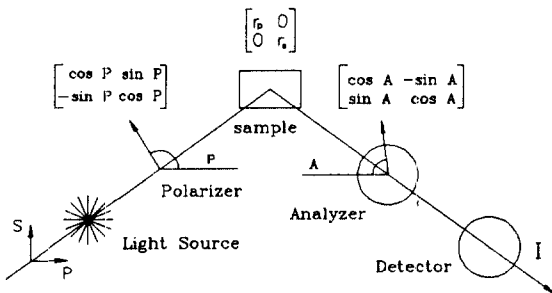 [r_p 0]
[0 r_s]
[cos P sin P]
[-sin P cos P]
[cos A -sin A]
[sin A cos A]
sample
P
Polarizer
A
Analyzer
S
P
Light Source
Detector
I